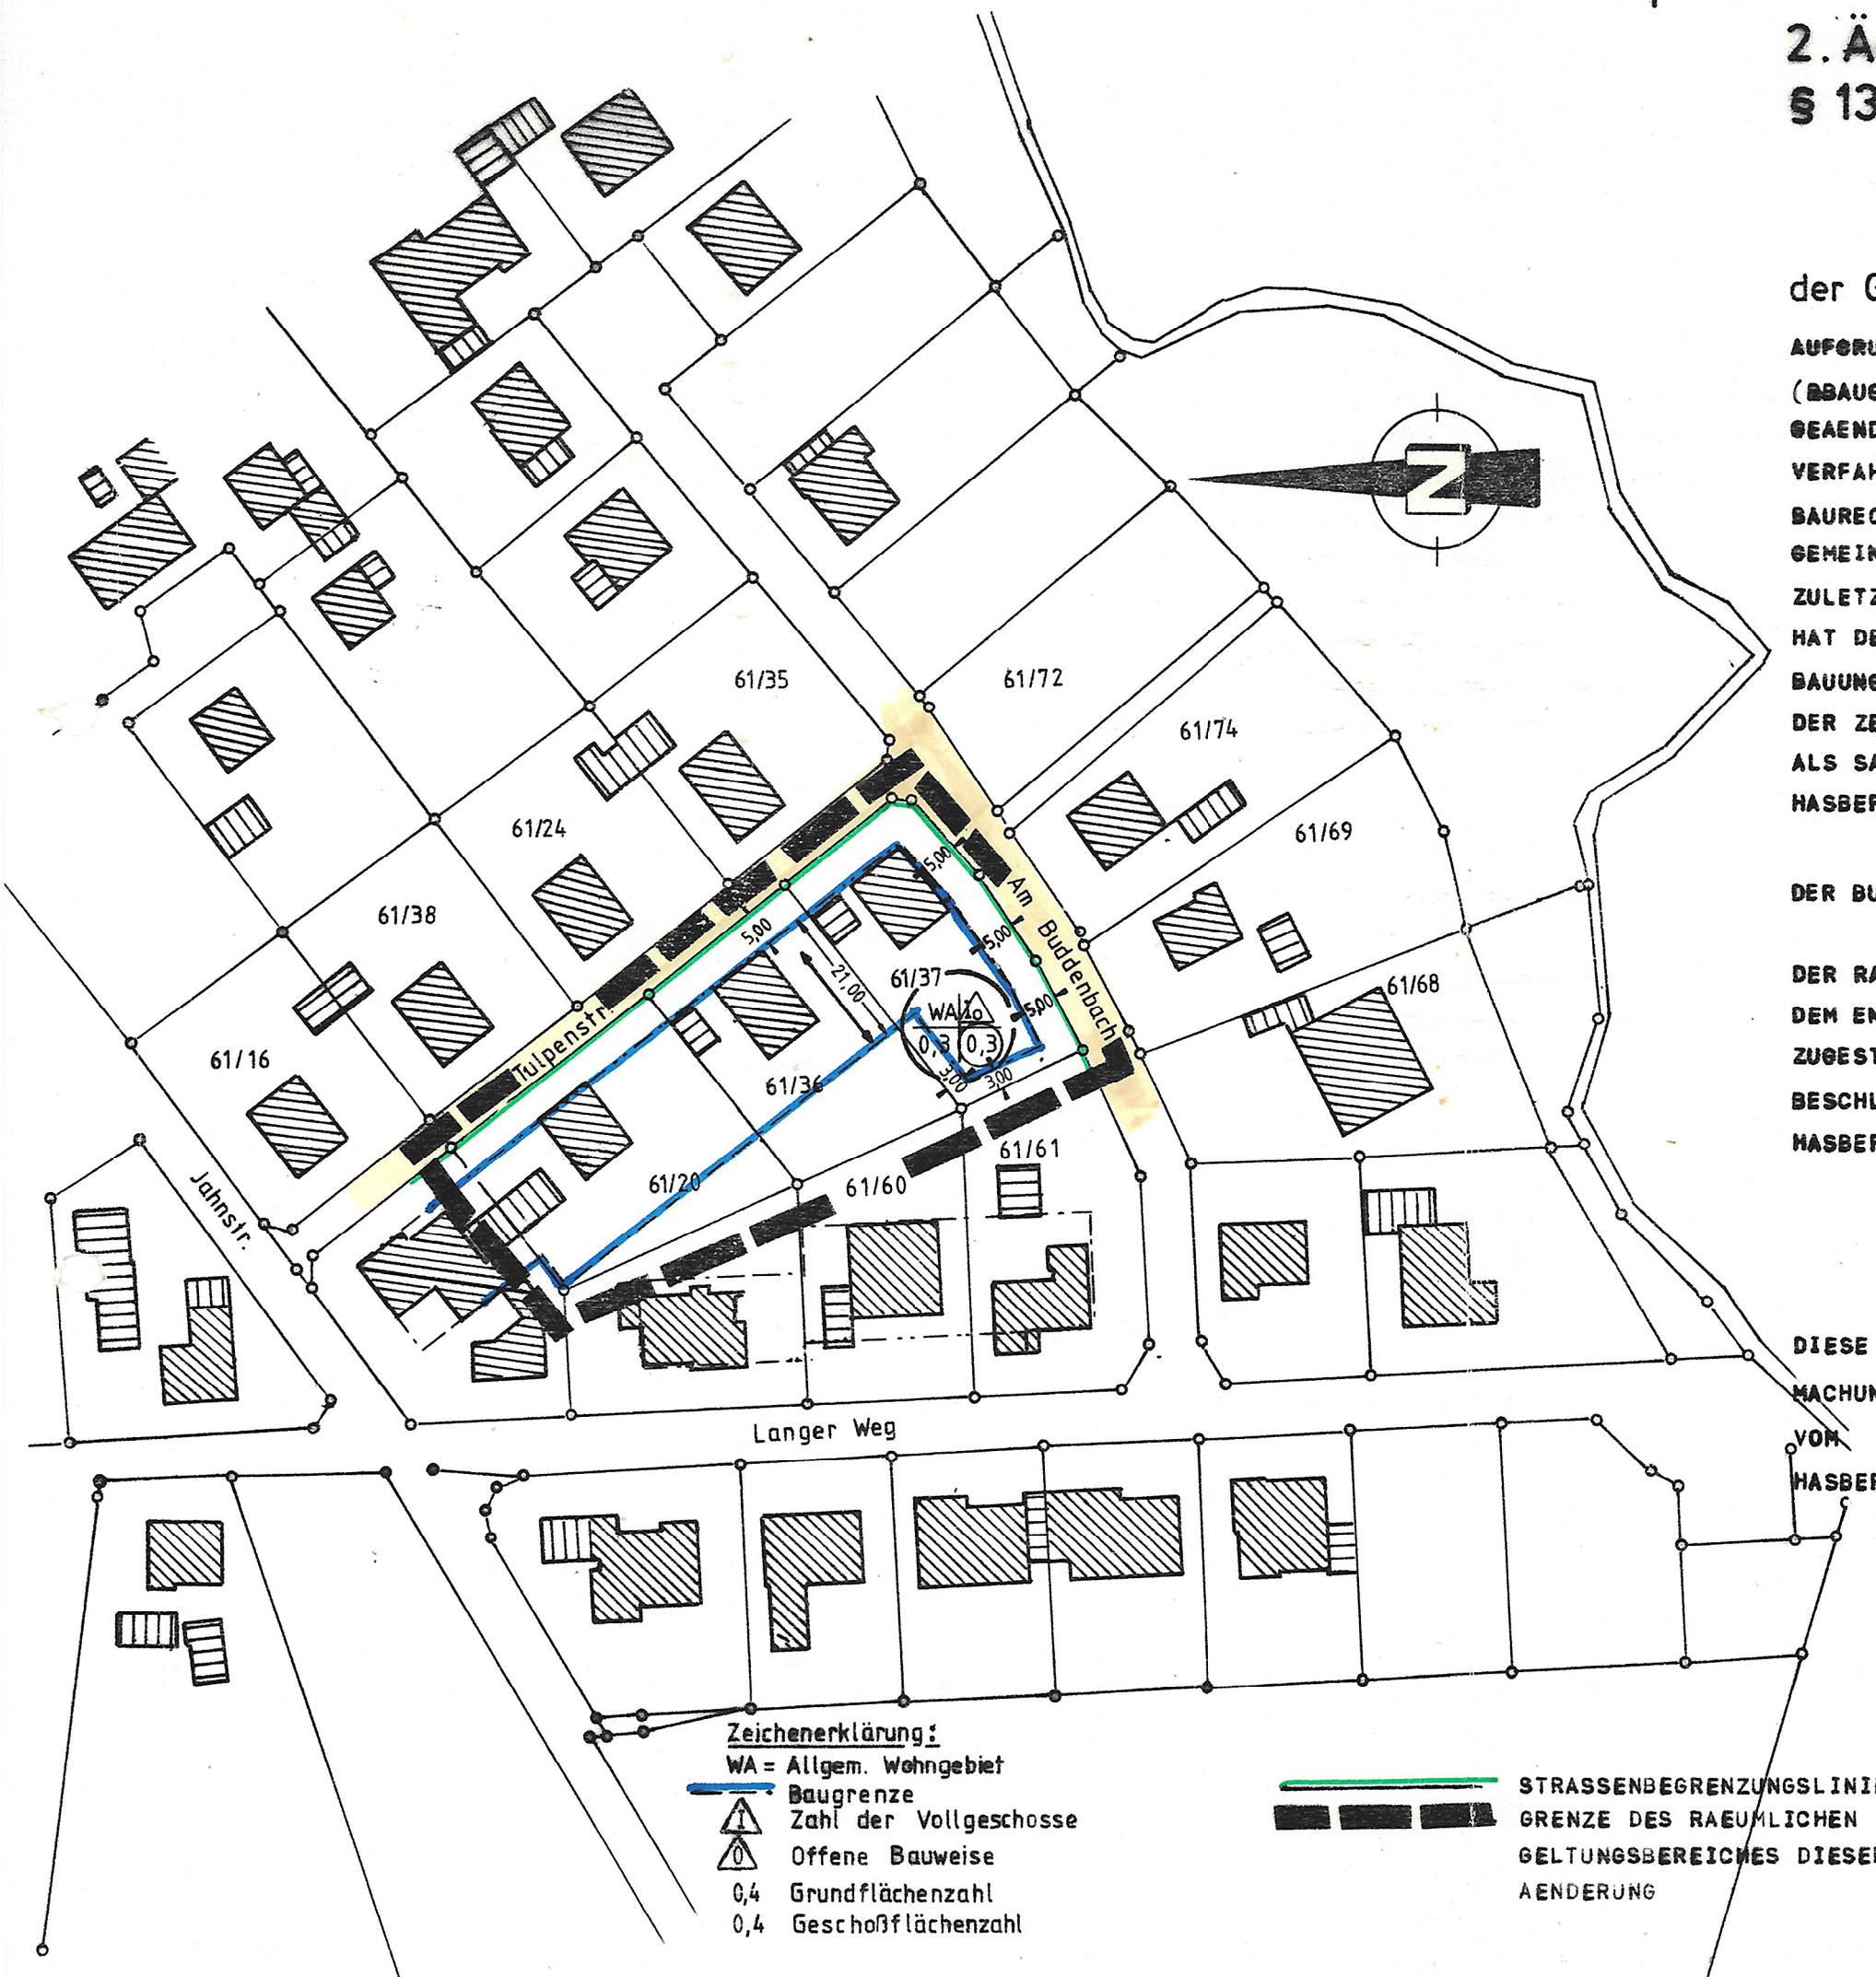 2. Ä
§ 13
der G
AUFGRU
(BBAUG
GEAEND
VERFAH
BAUREC
GEMEIN
ZULETZ
HAT DE
BAUUNG
DER ZE
ALS SA
HASBER
DER BU
DER RA
DEM EN
ZUGEST
BESCHL
HASBER
DIESE
MACHUN
VOM
HASBER
N
61/35
61/72
61/74
61/24
61/69
61/38
61/37
61/68
61/16
61/36
61/20
61/60
61/61
5,00
5,00
5,00
5,00
21,00
3,00
3,00
WA I o
0,3 0,3
Tulpenstr.
Am Buddenbach
Jahnstr.
Langer Weg
Zeichenerklärung:
WA = Allgem. Wohngebiet
Baugrenze
I Zahl der Vollgeschosse
O Offene Bauweise
0,4 Grundflächenzahl
0,4 Geschoßflächenzahl
STRASSENBEGRENZUNGSLINI
GRENZE DES RAEUMLICHEN
GELTUNGSBEREICHES DIESER
AENDERUNG